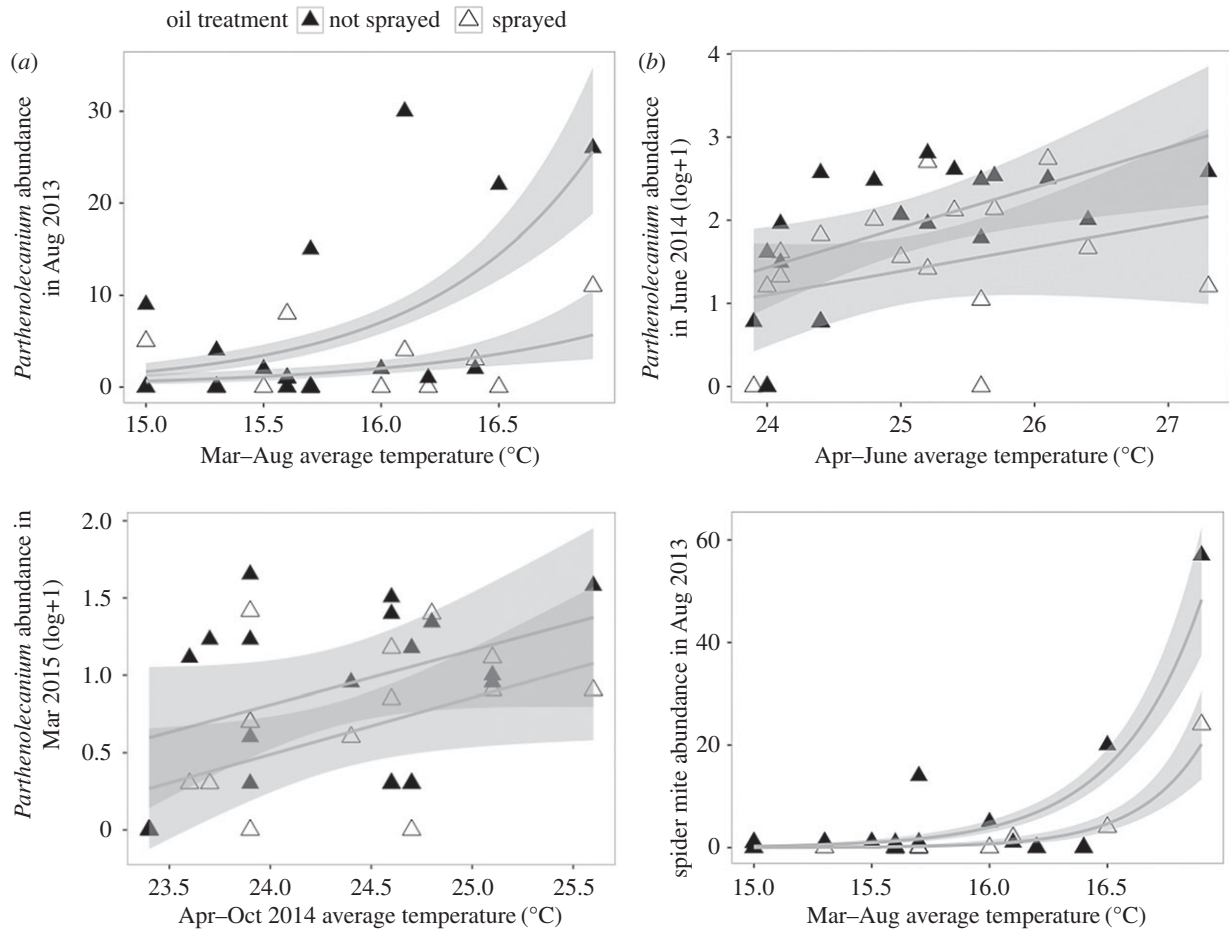 oil treatment not sprayed sprayed
(a)
Parthenolecanium abundance
in Aug 2013
30
20
10
0
15.0 15.5 16.0 16.5
Mar–Aug average temperature (°C)
(b)
Parthenolecanium abundance
in June 2014 (log+1)
4
3
2
1
0
24 25 26 27
Apr–June average temperature (°C)
Parthenolecanium abundance in
Mar 2015 (log+1)
2.0
1.5
1.0
0.5
0
23.5 24.0 24.5 25.0 25.5
Apr–Oct 2014 average temperature (°C)
spider mite abundance in Aug 2013
60
40
20
0
15.0 15.5 16.0 16.5
Mar–Aug average temperature (°C)